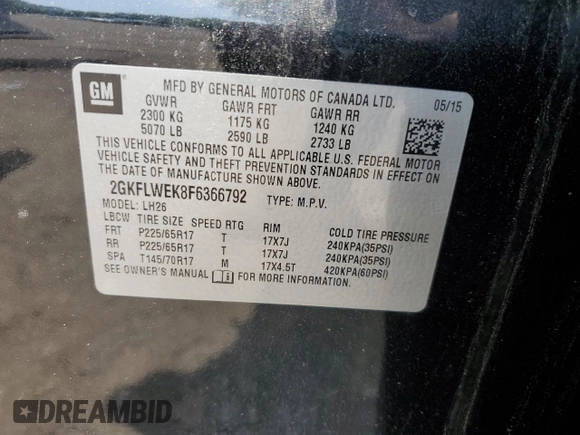 GM
MFD BY GENERAL MOTORS OF CANADA LTD. 05/15
GVWR GAWR FRT GAWR RR
2300 KG 1175 KG 1240 KG
5070 LB 2590 LB 2733 LB
THIS VEHICLE CONFORMS TO ALL APPLICABLE U.S. FEDERAL MOTOR
VEHICLE SAFETY AND THEFT PREVENTION STANDARDS IN EFFECT ON
THE DATE OF MANUFACTURE SHOWN ABOVE.
2GKFLWEK8F6366792 TYPE: M.P.V.
MODEL: LH26
LBCW TIRE SIZE SPEED RTG RIM COLD TIRE PRESSURE
FRT P225/65R17 T 17X7J 240KPA(35PSI)
RR P225/65R17 T 17X7J 240KPA(35PSI)
SPA T145/70R17 M 17X4.5T 420KPA(60PSI)
SEE OWNER'S MANUAL FOR MORE INFORMATION.
DREAMBID